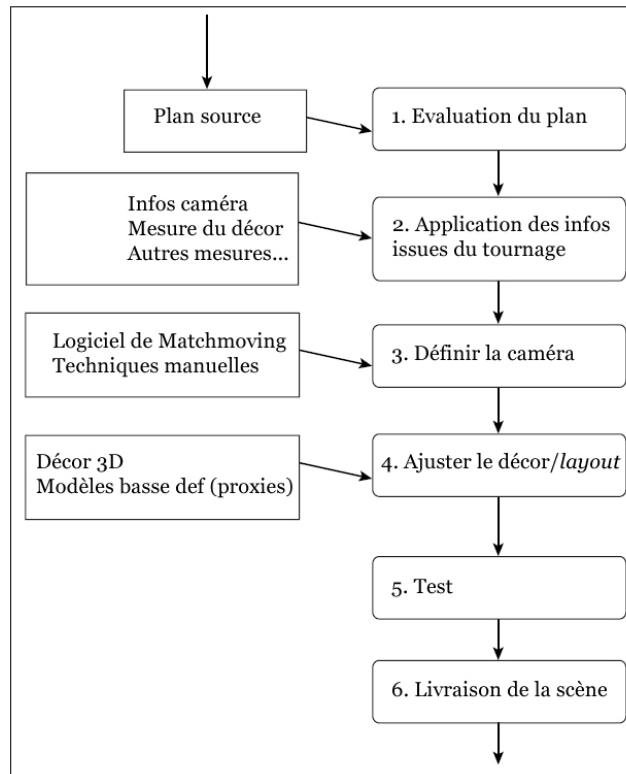 Plan source
1. Evaluation du plan
Infos caméra
Mesure du décor
Autres mesures...
2. Application des infos
issues du tournage
Logiciel de Matchmoving
Techniques manuelles
3. Définir la caméra
Décor 3D
Modèles basse def (proxies)
4. Ajuster le décor/layout
5. Test
6. Livraison de la scène